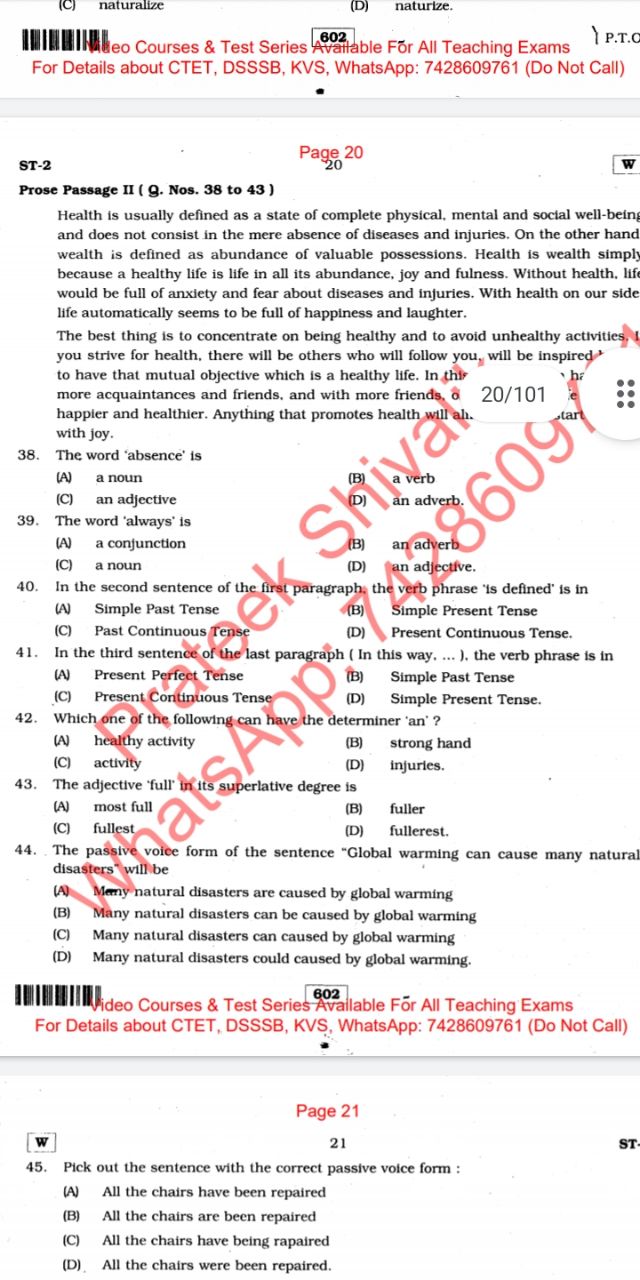 (C) naturalize (D) naturize.
602
P.T.O
Video Courses & Test Series Available For All Teaching Exams
For Details about CTET, DSSSB, KVS, WhatsApp: 7428609761 (Do Not Call)
Page 20
ST-2 20 W
Prose Passage II ( Q. Nos. 38 to 43 )
Health is usually defined as a state of complete physical, mental and social well-being
and does not consist in the mere absence of diseases and injuries. On the other hand
wealth is defined as abundance of valuable possessions. Health is wealth simply
because a healthy life is life in all its abundance, joy and fulness. Without health, life
would be full of anxiety and fear about diseases and injuries. With health on our side
life automatically seems to be full of happiness and laughter.
The best thing is to concentrate on being healthy and to avoid unhealthy activities.
you strive for health, there will be others who will follow you, will be inspired
to have that mutual objective which is a healthy life. In this
more acquaintances and friends, and with more friends,
20/101
happier and healthier. Anything that promotes health will
with joy.
38. The word 'absence' is
(A) a noun (B) a verb
(C) an adjective (D) an adverb.
39. The word 'always' is
(A) a conjunction (B) an adverb
(C) a noun (D) an adjective.
40. In the second sentence of the first paragraph, the verb phrase 'is defined' is in
(A) Simple Past Tense (B) Simple Present Tense
(C) Past Continuous Tense (D) Present Continuous Tense.
41. In the third sentence of the last paragraph ( In this way, ... ), the verb phrase is in
(A) Present Perfect Tense (B) Simple Past Tense
(C) Present Continuous Tense (D) Simple Present Tense.
42. Which one of the following can have the determiner 'an' ?
(A) healthy activity (B) strong hand
(C) activity (D) injuries.
43. The adjective 'full' in its superlative degree is
(A) most full (B) fuller
(C) fullest (D) fullerest.
44. The passive voice form of the sentence "Global warming can cause many natural
disasters" will be
(A) Many natural disasters are caused by global warming
(B) Many natural disasters can be caused by global warming
(C) Many natural disasters can caused by global warming
(D) Many natural disasters could caused by global warming.
Prateek Shivalik
WhatsApp: 742860976
602
Video Courses & Test Series Available For All Teaching Exams
For Details about CTET, DSSSB, KVS, WhatsApp: 7428609761 (Do Not Call)
Page 21
W 21 ST-
45. Pick out the sentence with the correct passive voice form :
(A) All the chairs have been repaired
(B) All the chairs are been repaired
(C) All the chairs have being rapaired
(D) All the chairs were been repaired.